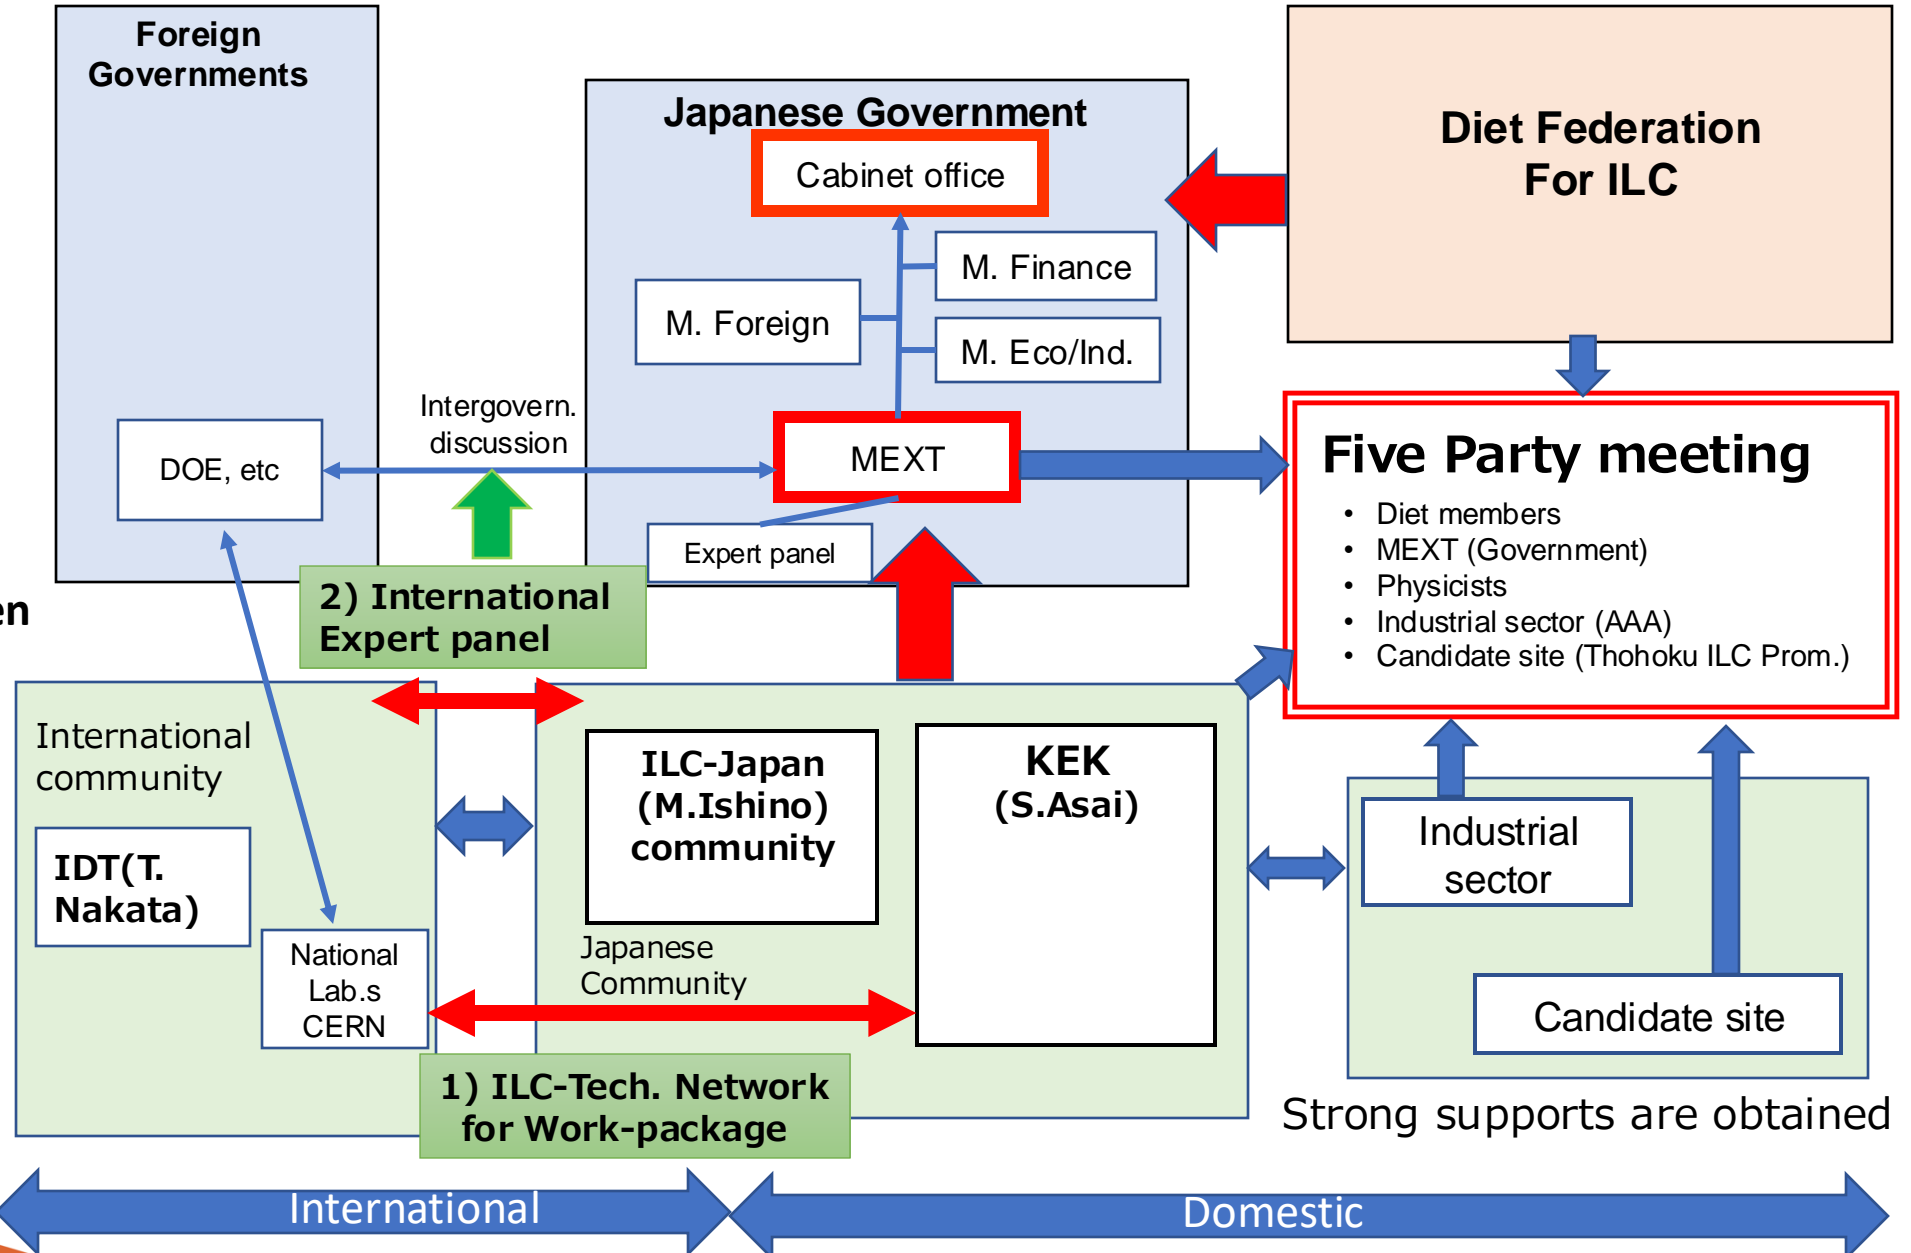 Foreign
Governments
Japanese Government
Cabinet office
M. Finance
M. Foreign
M. Eco/Ind.
Diet Federation
For ILC
Intergovern.
discussion
DOE, etc
MEXT
Expert panel
Five Party meeting
• Diet members
• MEXT (Government)
• Physicists
• Industrial sector (AAA)
• Candidate site (Thohoku ILC Prom.)
2) International
Expert panel
en
International
community
IDT(T.
Nakata)
National
Lab.s
CERN
ILC-Japan
(M.Ishino)
community
Japanese
Community
KEK
(S.Asai)
Industrial
sector
Candidate site
1) ILC-Tech. Network
for Work-package
Strong supports are obtained
International
Domestic